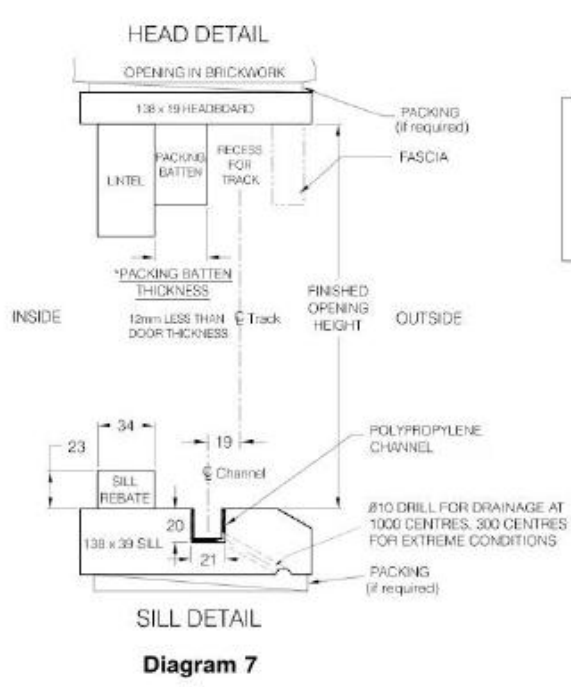 HEAD DETAIL
OPENING IN BRICKWORK
138 x 19 HEADBOARD
PACKING
(if required)
FASCIA
LINTEL
PACKING
BATTEN
RECESS
FOR
TRACK
*PACKING BATTEN
THICKNESS
12mm LESS THAN
DOOR THICKNESS
℄ Track
FINISHED
OPENING
HEIGHT
INSIDE
OUTSIDE
34
23
19
POLYPROPYLENE
CHANNEL
℄ Channel
SILL
REBATE
20
138 x 39 SILL
21
Ø10 DRILL FOR DRAINAGE AT
1000 CENTRES, 300 CENTRES
FOR EXTREME CONDITIONS
PACKING
(if required)
SILL DETAIL
Diagram 7